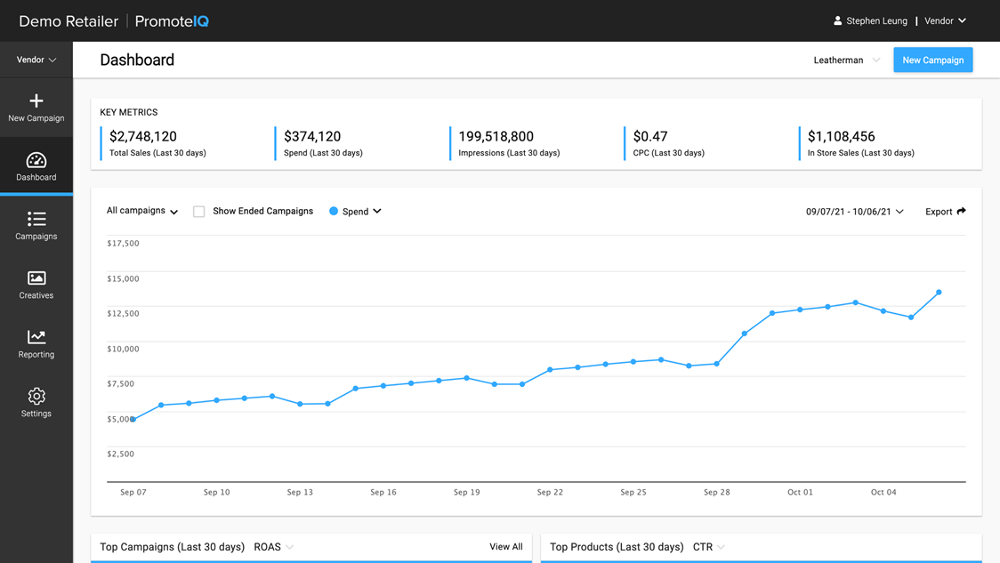 Demo Retailer | PromoteIQ
Stephen Leung | Vendor
Vendor
Dashboard
Leatherman
New Campaign
New Campaign
Dashboard
Campaigns
Creatives
Reporting
Settings
KEY METRICS
$2,748,120
Total Sales (Last 30 days)
$374,120
Spend (Last 30 days)
199,518,800
Impressions (Last 30 days)
$0.47
CPC (Last 30 days)
$1,108,456
In Store Sales (Last 30 days)
All campaigns
Show Ended Campaigns
Spend
09/07/21 - 10/06/21
Export
$17,500
$15,000
$12,500
$10,000
$7,500
$5,000
$2,500
Sep 07 Sep 10 Sep 13 Sep 16 Sep 19 Sep 22 Sep 25 Sep 28 Oct 01 Oct 04
Top Campaigns (Last 30 days) ROAS
View All
Top Products (Last 30 days) CTR